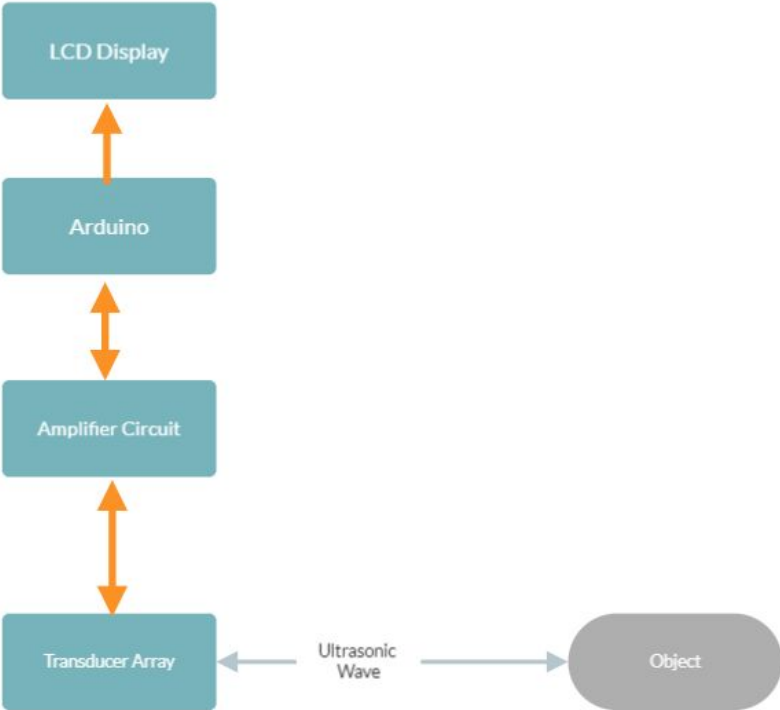 LCD Display
Arduino
Amplifier Circuit
Transducer Array
Ultrasonic
Wave
Object